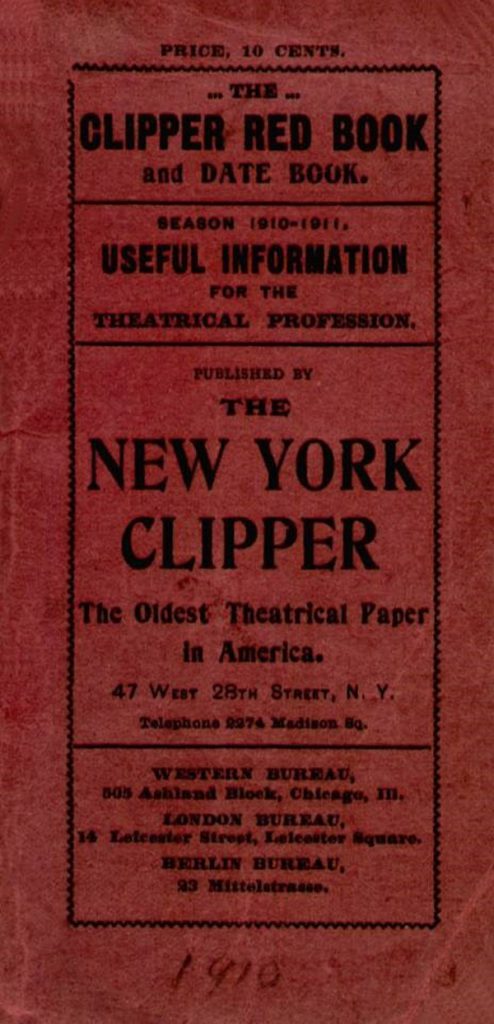 PRICE, 10 CENTS.
... THE ...
CLIPPER RED BOOK
and DATE BOOK.
SEASON 1910-1911.
USEFUL INFORMATION
FOR THE
THEATRICAL PROFESSION.
PUBLISHED BY
THE
NEW YORK
CLIPPER
The Oldest Theatrical Paper
in America.
47 WEST 28TH STREET, N. Y.
Telephone 2274 Madison Sq.
WESTERN BUREAU,
505 Ashland Block, Chicago, Ill.
LONDON BUREAU,
14 Leicester Street, Leicester Square.
BERLIN BUREAU,
23 Mittelstrasse.
1910